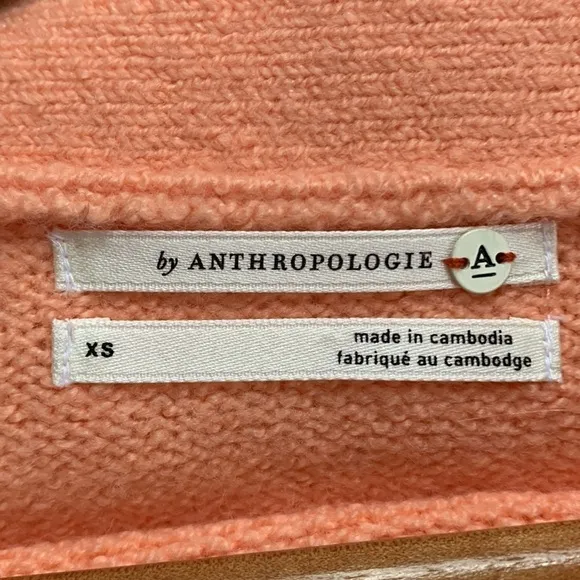 by ANTHROPOLOGIE A
XS
made in cambodia
fabriqué au cambodge